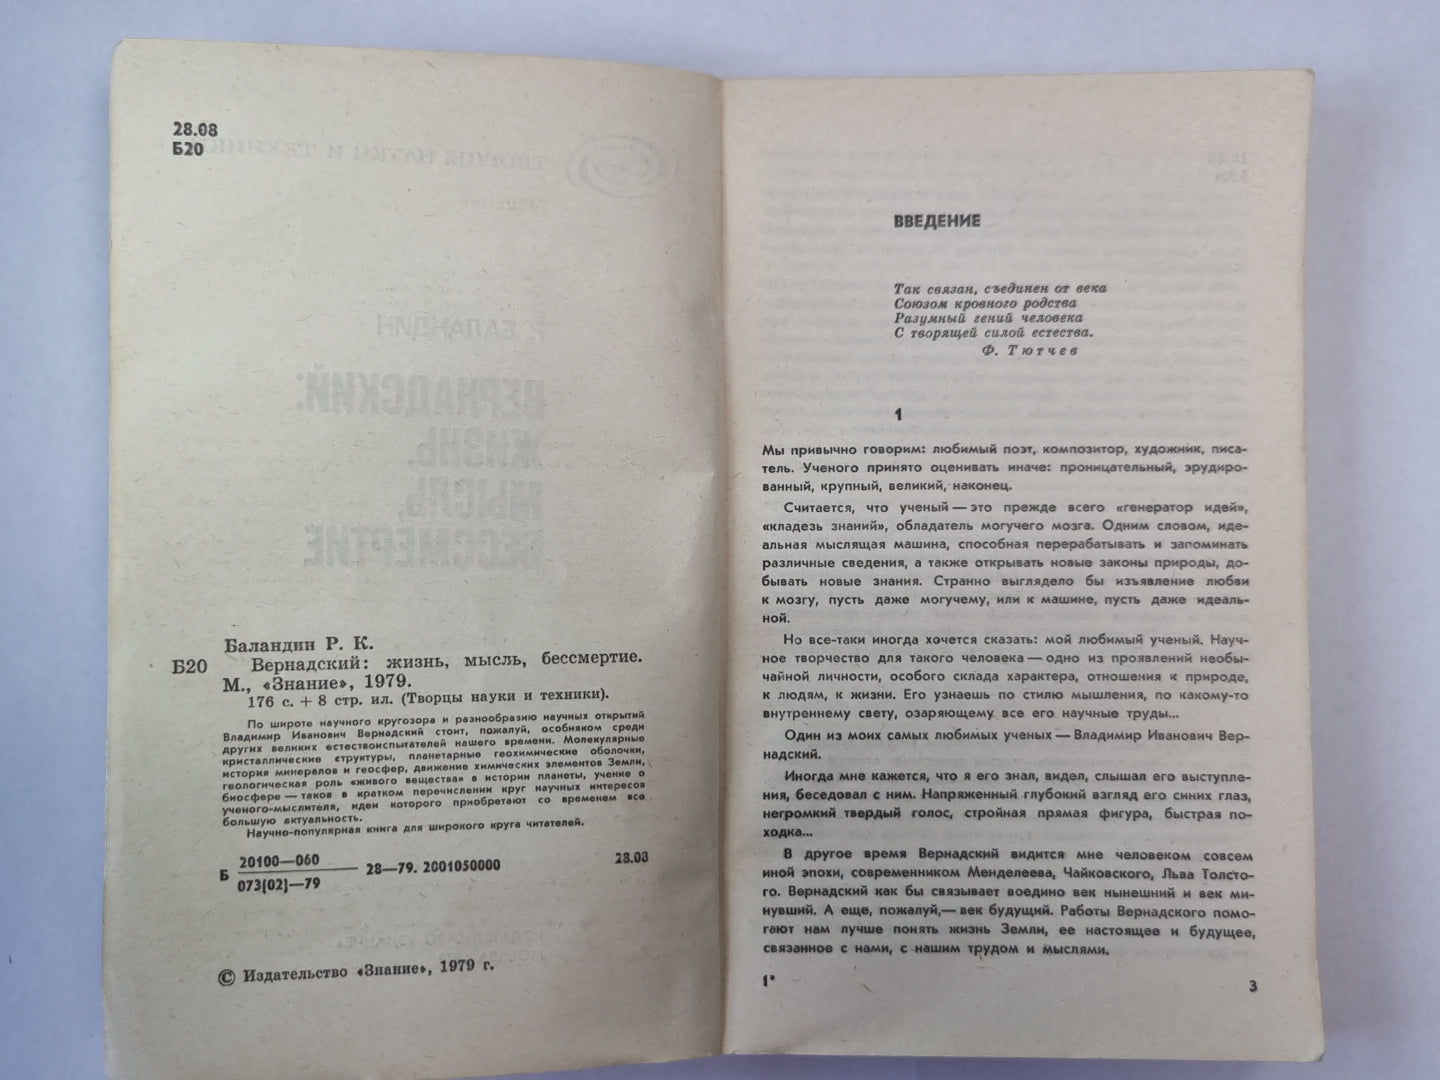 28.08
Б20
Баландин Р. К.
Б20 Вернадский: жизнь, мысль, бессмертие.
М., «Знание», 1979.
176 с. + 8 стр. ил. (Творцы науки и техники).
По широте научного кругозора и разнообразию научных открытий
Владимир Иванович Вернадский стоит, пожалуй, особняком среди
других великих естествоиспытателей нашего времени. Молекулярные
кристаллические структуры, планетарные геохимические оболочки,
история минералов и геосфер, движение химических элементов Земли,
геологическая роль «живого вещества» в истории планеты, учение о
биосфере — таков в кратком перечислении круг научных интересов
ученого-мыслителя, идеи которого приобретают со временем все
большую актуальность.
Научно-популярная книга для широкого круга читателей.
Б 20100—060
073(02)—79
28—79. 2001050000
28.08
© Издательство «Знание», 1979 г.
ВВЕДЕНИЕ
Так связан, съединен от века
Союзом кровного родства
Разумный гений человека
С творящей силой естества.
Ф. Тютчев
1
Мы привычно говорим: любимый поэт, композитор, художник, писа-
тель. Ученого принято оценивать иначе: проницательный, эрудиро-
ванный, крупный, великий, наконец.
Считается, что ученый — это прежде всего «генератор идей»,
«кладезь знаний», обладатель могучего мозга. Одним словом, иде-
альная мыслящая машина, способная перерабатывать и запоминать
различные сведения, а также открывать новые законы природы, до-
бывать новые знания. Странно выглядело бы изъявление любви
к мозгу, пусть даже могучему, или к машине, пусть даже идеаль-
ной.
Но все-таки иногда хочется сказать: мой любимый ученый. Науч-
ное творчество для такого человека — одно из проявлений необы-
чайной личности, особого склада характера, отношения к природе,
к людям, к жизни. Его узнаешь по стилю мышления, по какому-то
внутреннему свету, озаряющему все его научные труды...
Один из моих самых любимых ученых — Владимир Иванович Вер-
надский.
Иногда мне кажется, что я его знал, видел, слышал его выступле-
ния, беседовал с ним. Напряженный глубокий взгляд его синих глаз,
негромкий твердый голос, стройная прямая фигура, быстрая по-
ходка...
В другое время Вернадский видится мне человеком совсем
иной эпохи, современником Менделеева, Чайковского, Льва Толсто-
го. Вернадский как бы связывает воедино век нынешний и век ми-
нувший. А еще, пожалуй,— век будущий. Работы Вернадского помо-
гают нам лучше понять жизнь Земли, ее настоящее и будущее,
связанное с нами, с нашим трудом и мыслями.
1*
3